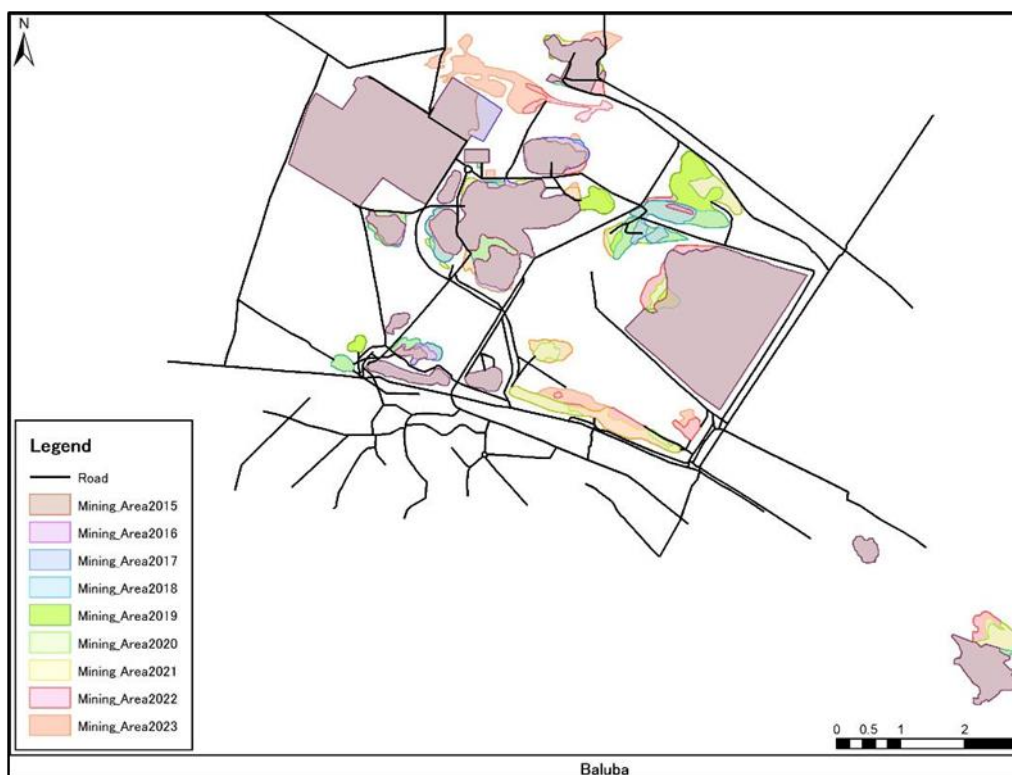 N
Legend
Road
Mining_Area2015
Mining_Area2016
Mining_Area2017
Mining_Area2018
Mining_Area2019
Mining_Area2020
Mining_Area2021
Mining_Area2022
Mining_Area2023
0 0.5 1 2
Baluba